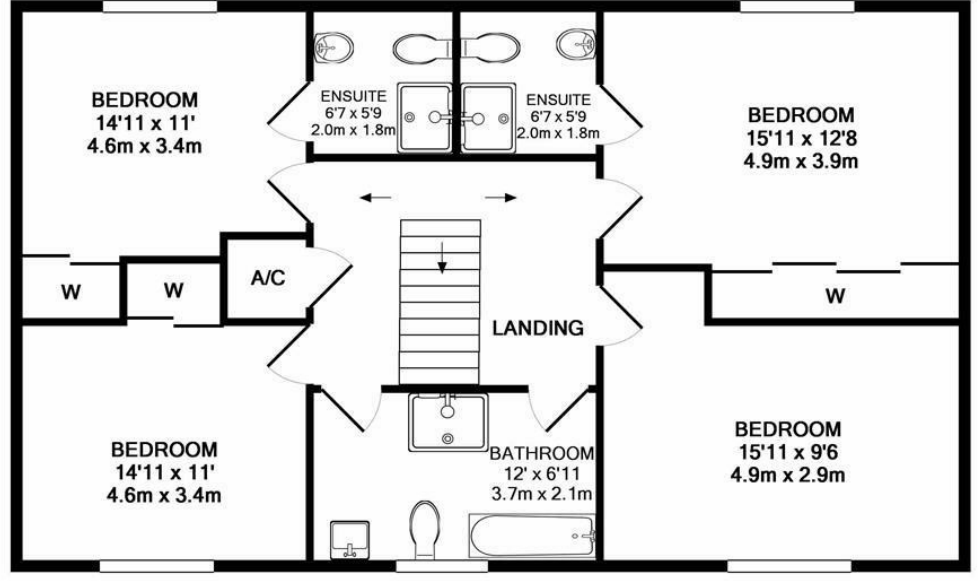 BEDROOM
14'11 x 11'
4.6m x 3.4m
ENSUITE
6'7 x 5'9
2.0m x 1.8m
ENSUITE
6'7 x 5'9
2.0m x 1.8m
BEDROOM
15'11 x 12'8
4.9m x 3.9m
W
W
A/C
W
LANDING
BEDROOM
14'11 x 11'
4.6m x 3.4m
BATHROOM
12' x 6'11
3.7m x 2.1m
BEDROOM
15'11 x 9'6
4.9m x 2.9m